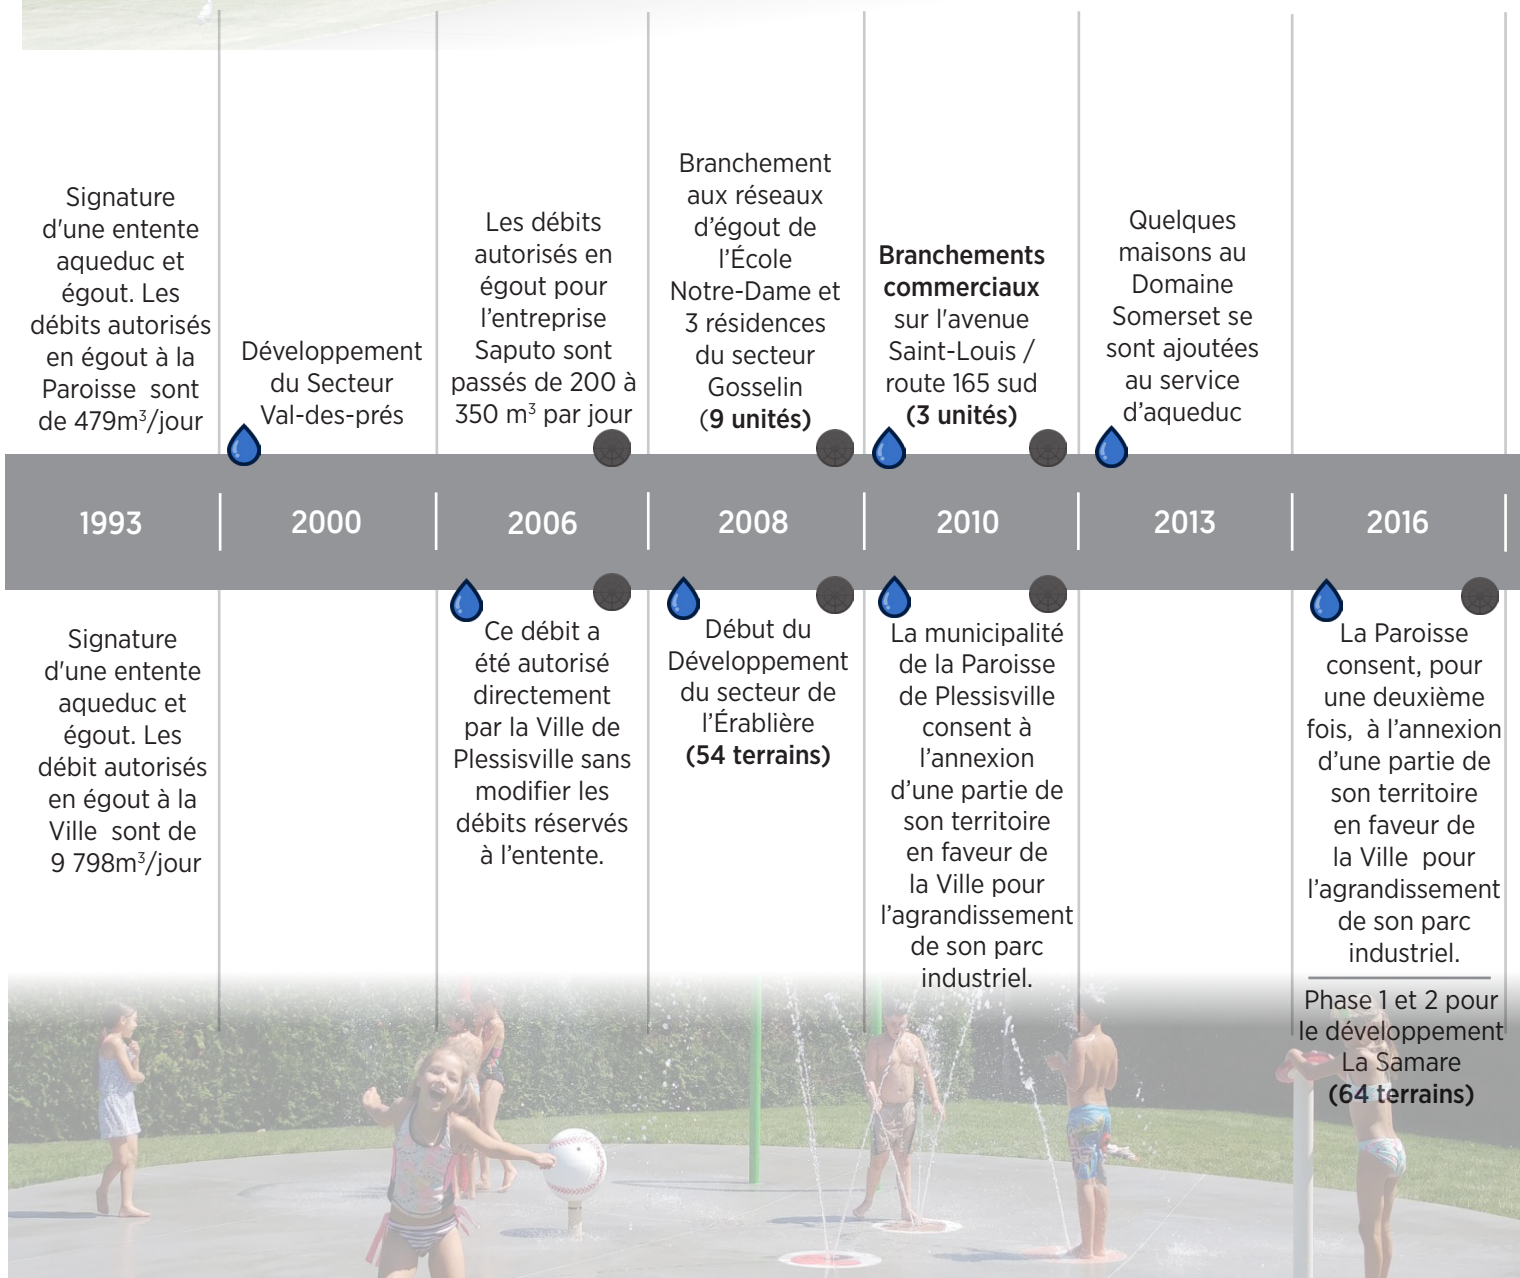 Signature
d'une entente
aqueduc et
égout. Les
débits autorisés
en égout à la
Paroisse sont
de 479m³/jour
Développement
du Secteur
Val-des-prés
Les débits
autorisés en
égout pour
l’entreprise
Saputo sont
passés de 200 à
350 m³ par jour
Branchement
aux réseaux
d’égout de
l’École
Notre-Dame et
3 résidences
du secteur
Gosselin
(9 unités)
Branchements
commerciaux
sur l'avenue
Saint-Louis /
route 165 sud
(3 unités)
Quelques
maisons au
Domaine
Somerset se
sont ajoutées
au service
d’aqueduc
1993
2000
2006
2008
2010
2013
2016
Signature
d'une entente
aqueduc et
égout. Les
débit autorisés
en égout à la
Ville sont de
9 798m³/jour
Ce débit a
été autorisé
directement
par la Ville de
Plessisville sans
modifier les
débits réservés
à l’entente.
Début du
Développement
du secteur de
l’Érablière
(54 terrains)
La municipalité
de la Paroisse
de Plessisville
consent à
l’annexion
d’une partie de
son territoire
en faveur de
la Ville pour
l’agrandissement
de son parc
industriel.
La Paroisse
consent, pour
une deuxième
fois, à l’annexion
d’une partie de
son territoire
en faveur de
la Ville pour
l’agrandissement
de son parc
industriel.
Phase 1 et 2 pour
le développement
La Samare
(64 terrains)